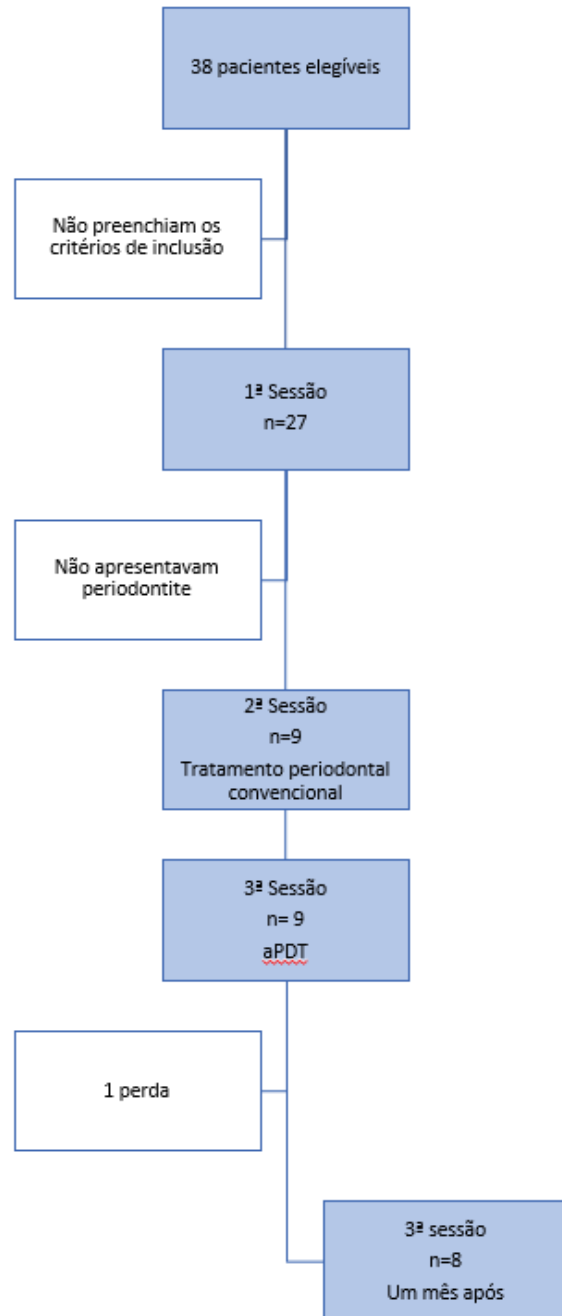 38 pacientes elegíveis
Não preenchiam os
critérios de inclusão
1ª Sessão
n=27
Não apresentavam
periodontite
2ª Sessão
n=9
Tratamento periodontal
convencional
3ª Sessão
n= 9
aPDT
1 perda
3ª sessão
n=8
Um mês após